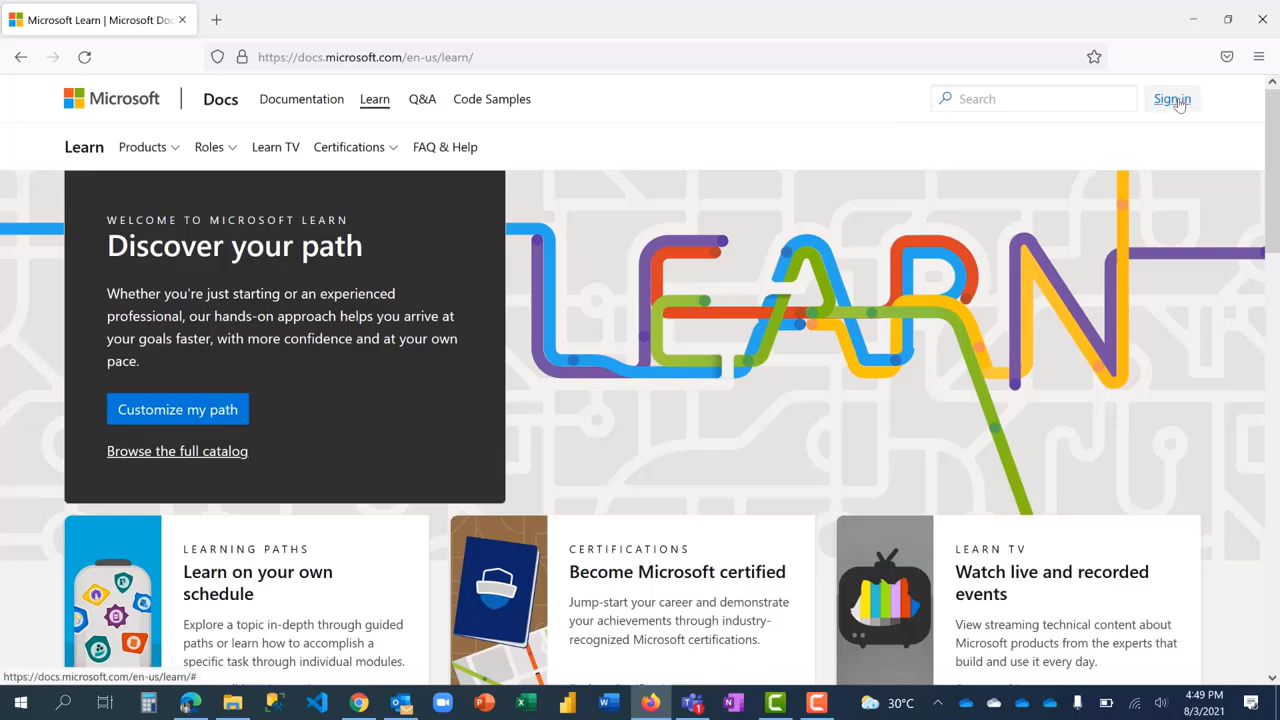 Microsoft Learn | Microsoft Doc
https://docs.microsoft.com/en-us/learn/
Microsoft Docs Documentation Learn Q&A Code Samples Search Sign in
Learn Products Roles Learn TV Certifications FAQ & Help
WELCOME TO MICROSOFT LEARN
Discover your path
Whether you're just starting or an experienced
professional, our hands-on approach helps you arrive at
your goals faster, with more confidence and at your own
pace.
Customize my path
Browse the full catalog
LEARN
LEARNING PATHS
Learn on your own
schedule
Explore a topic in-depth through guided
paths or learn how to accomplish a
specific task through individual modules.
CERTIFICATIONS
Become Microsoft certified
Jump-start your career and demonstrate
your achievements through industry-
recognized Microsoft certifications.
LEARN TV
Watch live and recorded
events
View streaming technical content about
Microsoft products from the experts that
build and use it every day.
https://docs.microsoft.com/en-us/learn/#
30°C
4:49 PM
8/3/2021